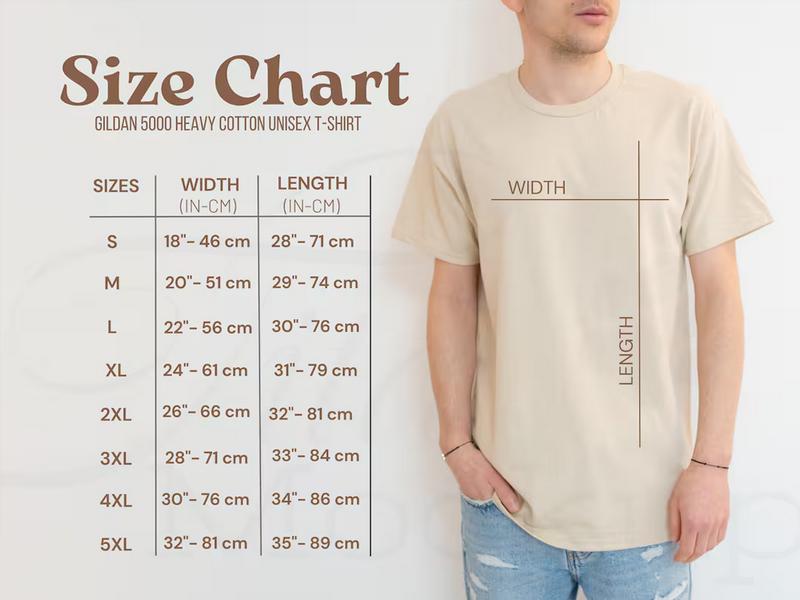 Size Chart
GILDAN 5000 HEAVY COTTON UNISEX T-SHIRT
SIZES WIDTH LENGTH
(IN-CM) (IN-CM)
S 18"- 46 cm 28"- 71 cm
M 20"- 51 cm 29"- 74 cm
L 22"- 56 cm 30"- 76 cm
XL 24"- 61 cm 31"- 79 cm
2XL 26"- 66 cm 32"- 81 cm
3XL 28"- 71 cm 33"- 84 cm
4XL 30"- 76 cm 34"- 86 cm
5XL 32"- 81 cm 35"- 89 cm
WIDTH
LENGTH